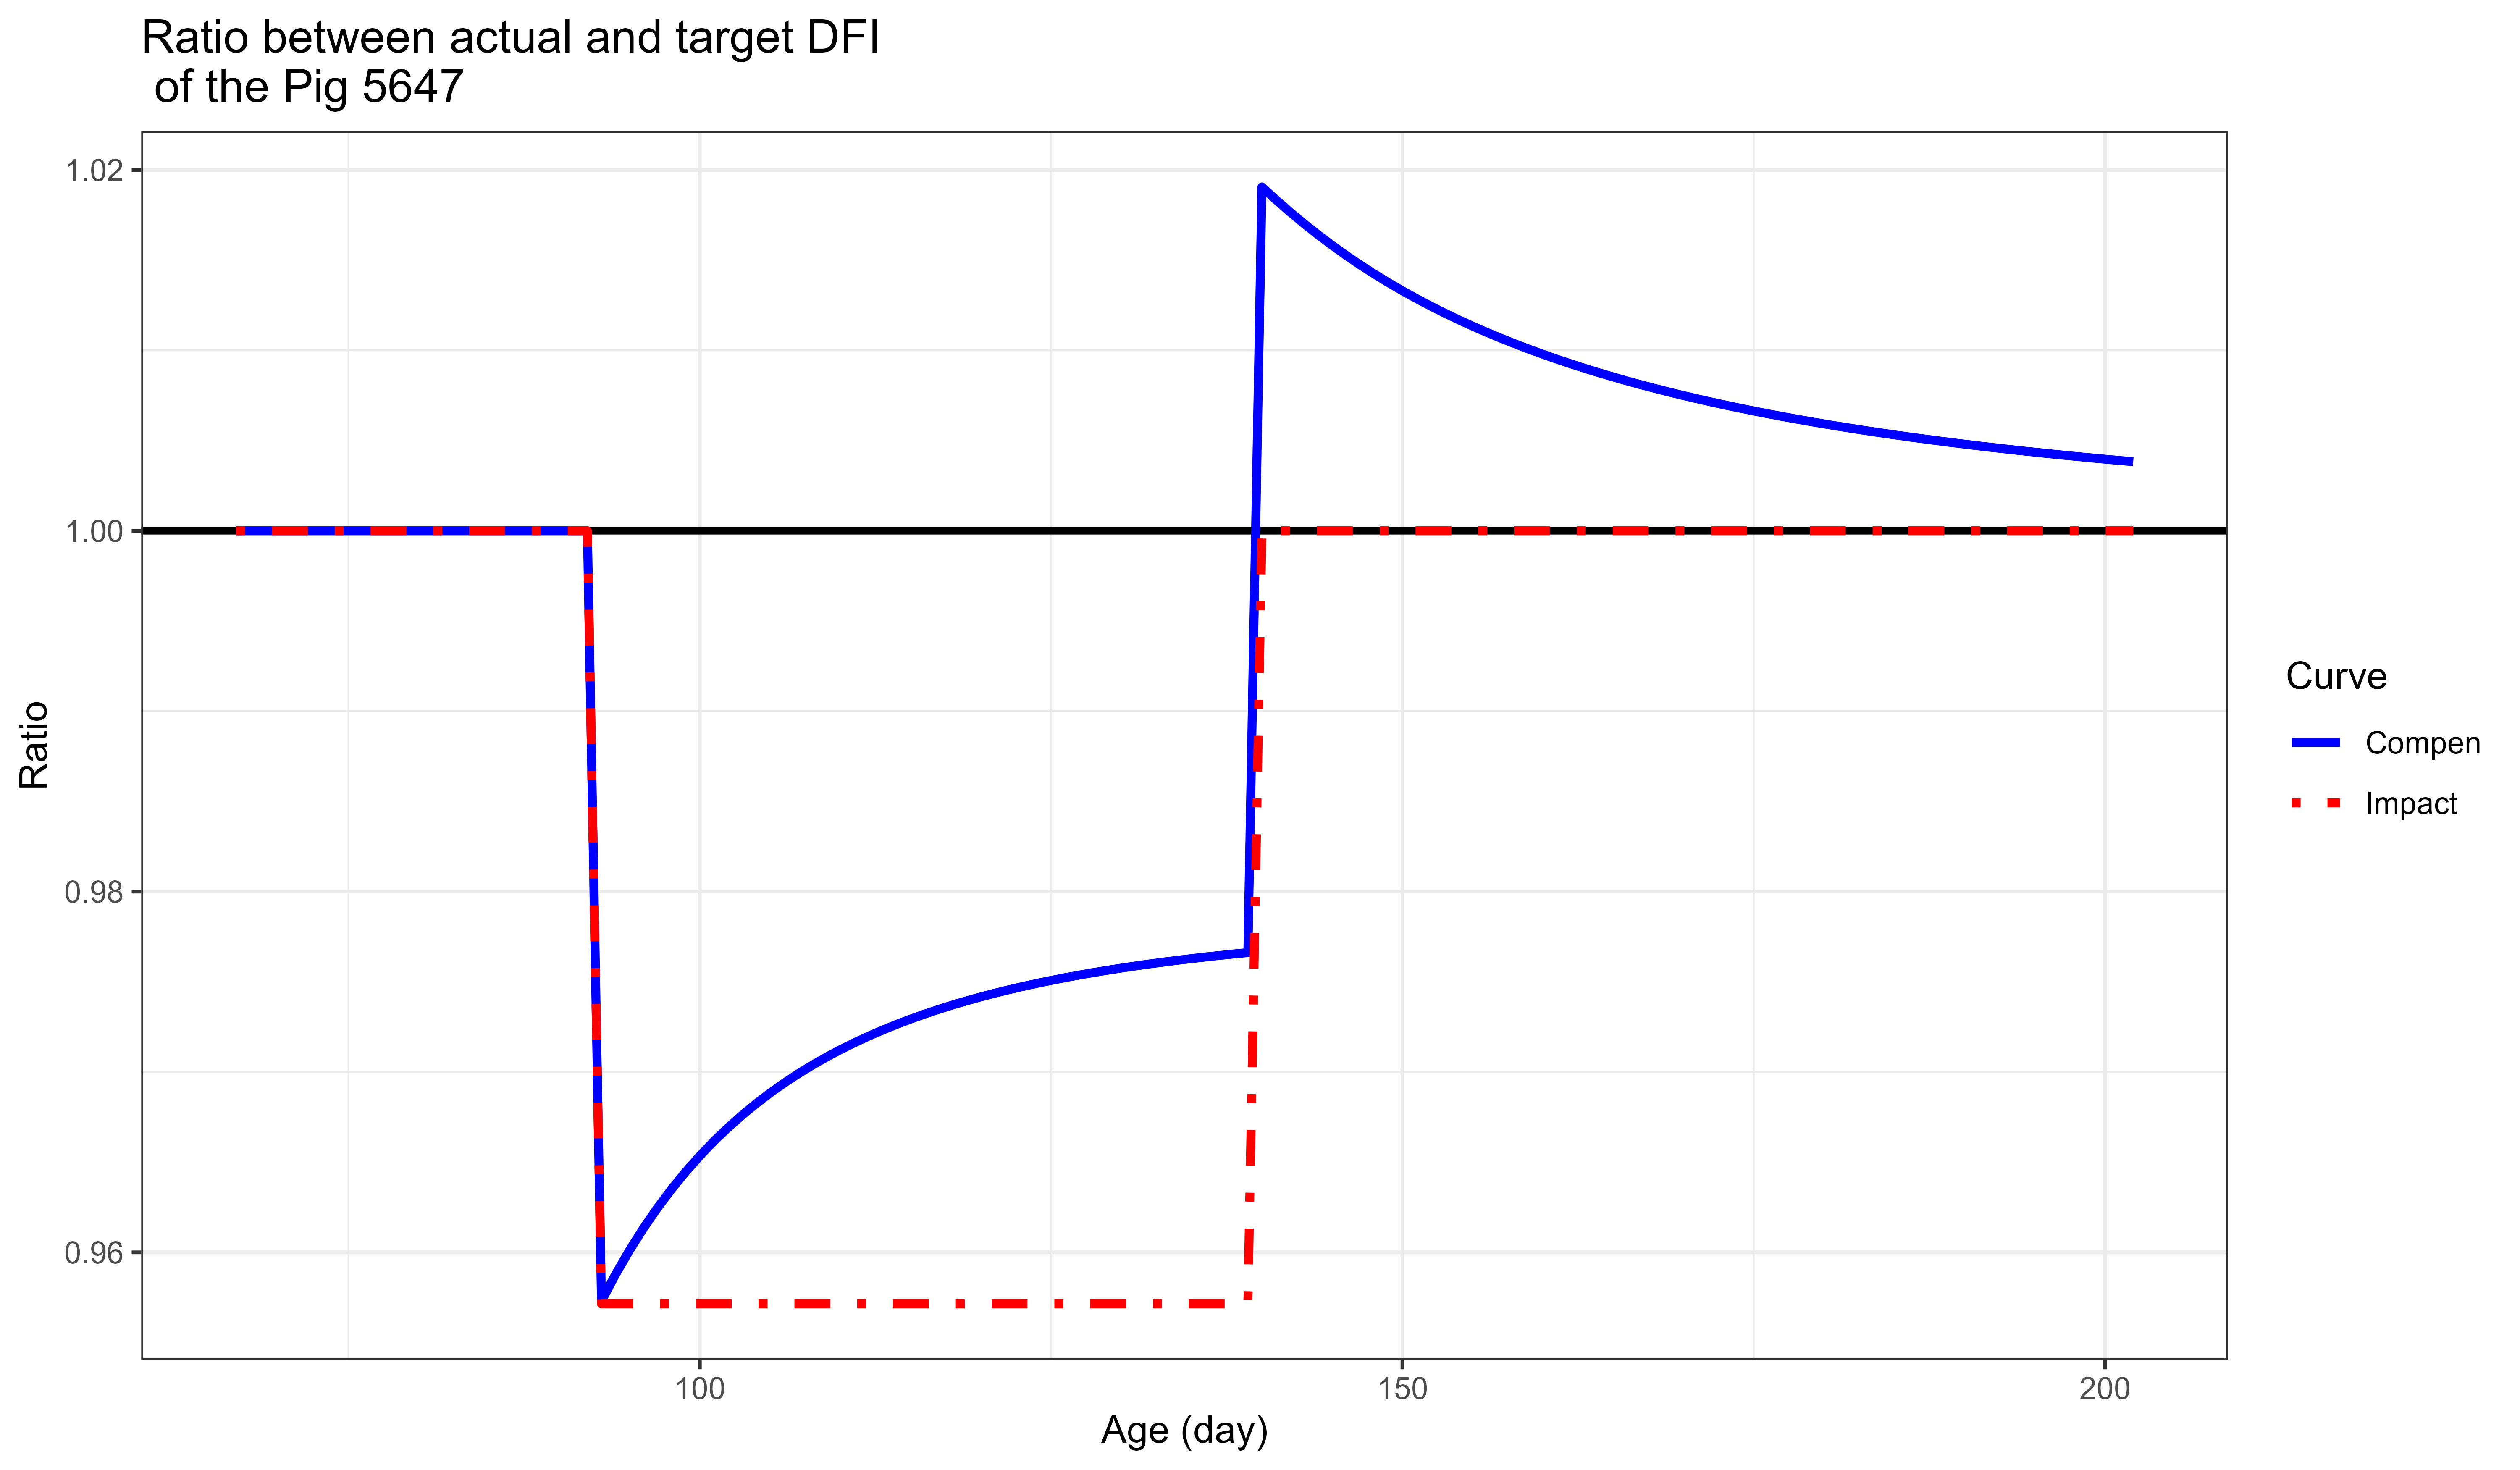 Ratio between actual and target DFI
of the Pig 5647
1.02
1.00
0.98
0.96
Ratio
100
150
200
Age (day)
Curve
Compen
Impact